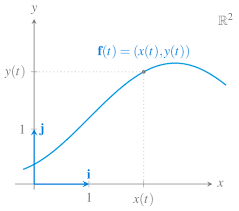 y
ℝ²
f(t) = (x(t), y(t))
y(t)
1
j
i
x
1
x(t)